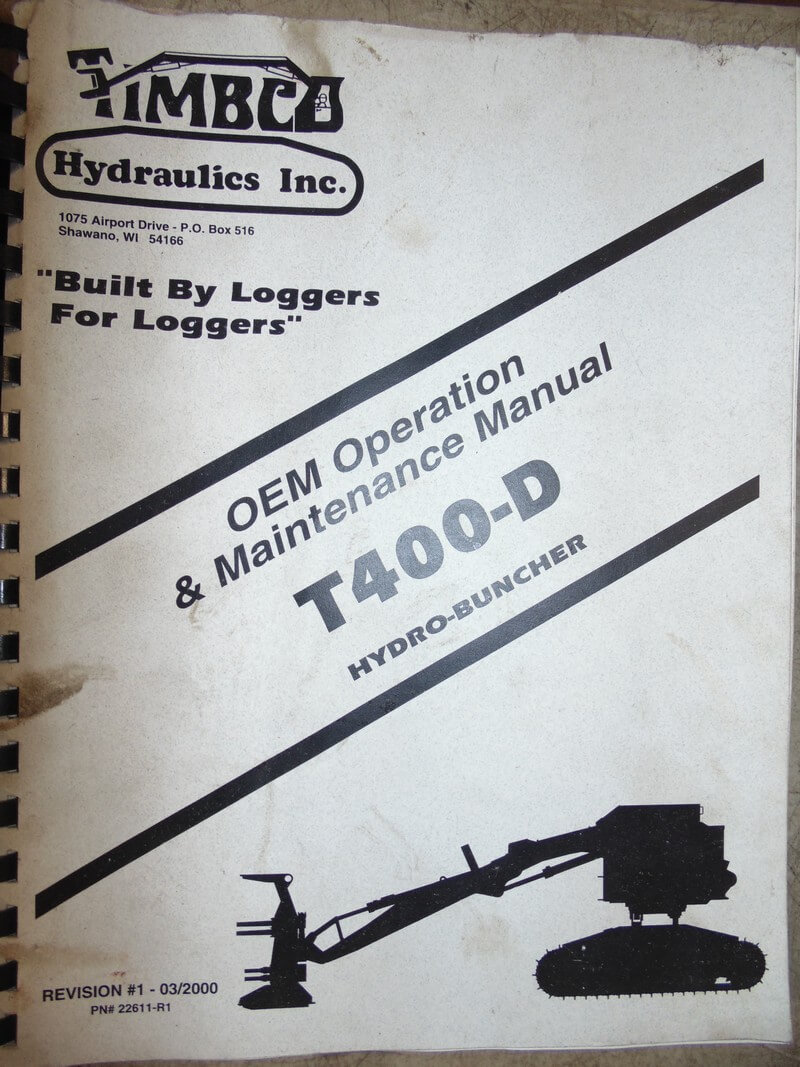 TIMBCO
Hydraulics Inc.
1075 Airport Drive - P.O. Box 516
Shawano, WI 54166
"Built By Loggers
For Loggers"
OEM Operation
& Maintenance Manual
T400-D
HYDRO-BUNCHER
REVISION #1 - 03/2000
PN# 22611-R1